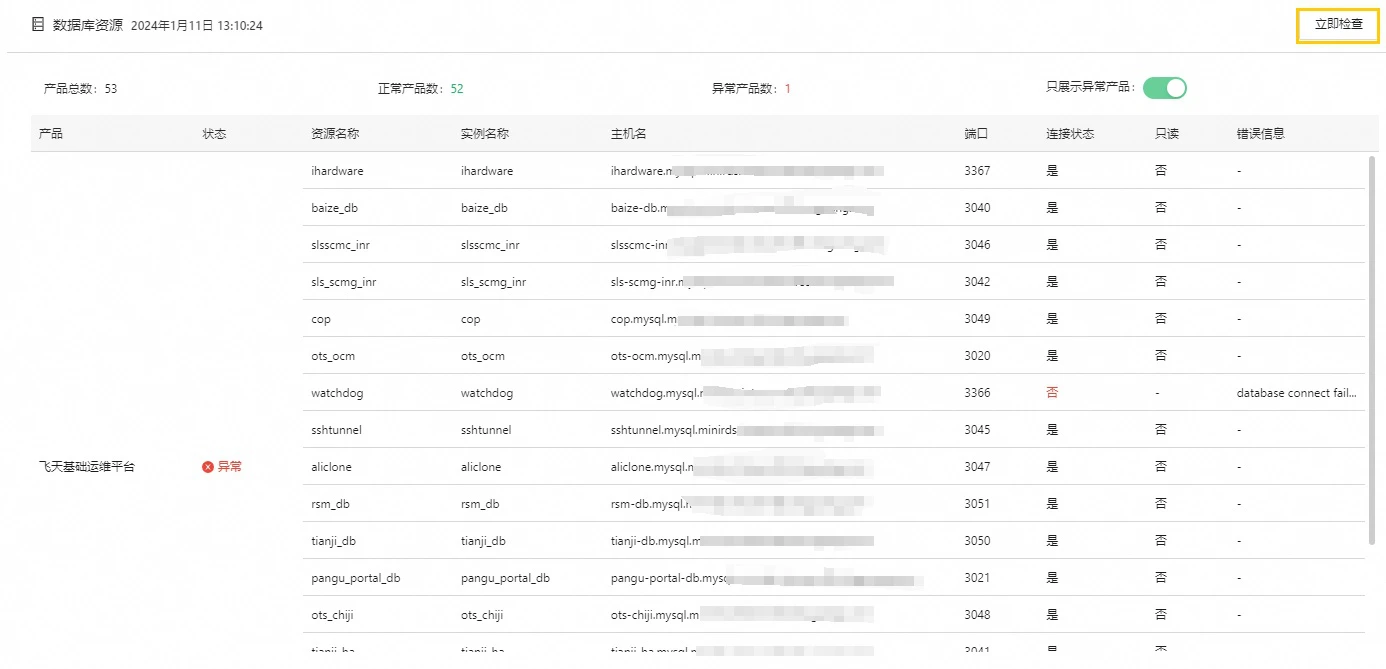 数据库资源 2024年1月11日 13:10:24 立即检查
产品总数: 53 正常产品数: 52 异常产品数: 1 只展示异常产品:
产品 状态 资源名称 实例名称 主机名 端口 连接状态 只读 错误信息
ihardware ihardware ihardware. 3367 是 否 -
baize_db baize_db baize-db. 3040 是 否 -
slsscmc_inr slsscmc_inr slsscmc-inr 3046 是 否 -
sls_scmg_inr sls_scmg_inr sls-scmg-inr. 3042 是 否 -
cop cop cop.mysql.m 3049 是 否 -
ots_ocm ots_ocm ots-ocm.mysql.m 3020 是 否 -
watchdog watchdog watchdog.mysql. 3366 否 - database connect fail...
sshtunnel sshtunnel sshtunnel.mysql.minirds 3045 是 否 -
飞天基础运维平台 异常 aliclone aliclone aliclone.mysql. 3047 是 否 -
rsm_db rsm_db rsm-db.mysql. 3051 是 否 -
tianji_db tianji_db tianji-db.mysql.m 3050 是 否 -
pangu_portal_db pangu_portal_db pangu-portal-db.mysq 3021 是 否 -
ots_chiji ots_chiji ots-chiji.mysql.m 3048 是 否 -